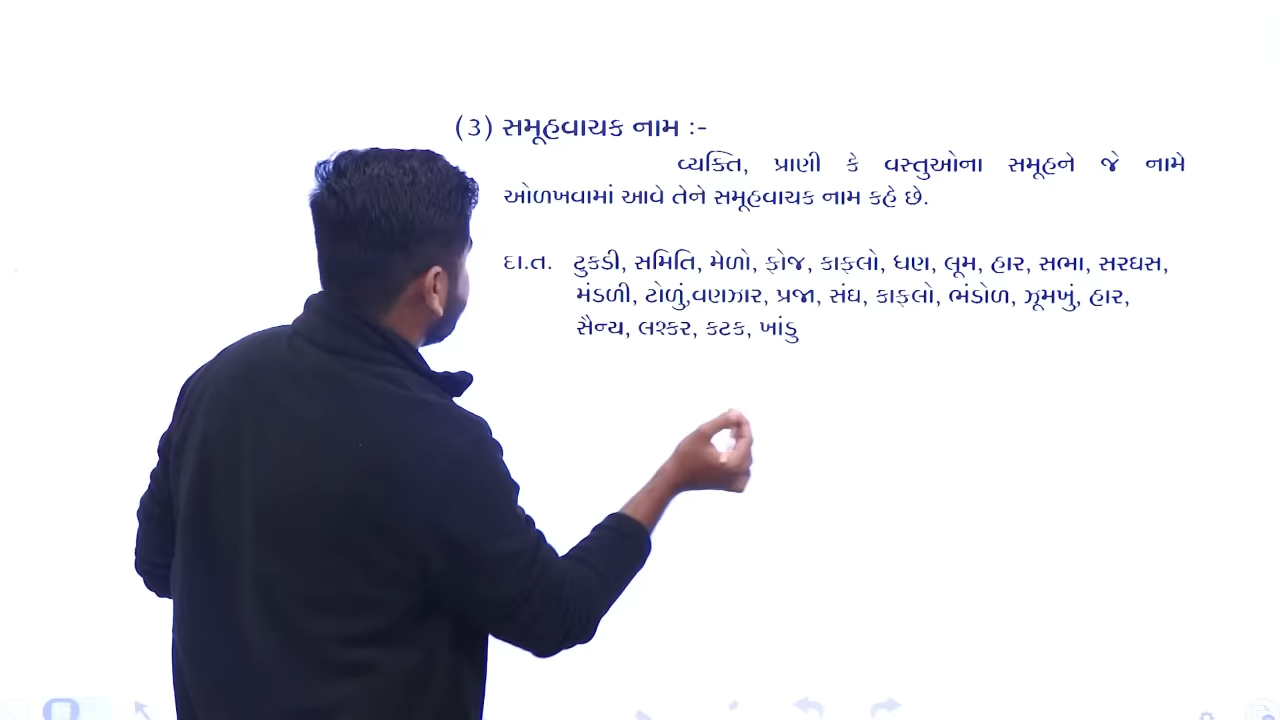 (3) સમૂહવાચક નામ :-
વ્યક્તિ, પ્રાણી કે વસ્તુઓના સમૂહને જે નામે
ઓળખવામાં આવે તેને સમૂહવાચક નામ કહે છે.
દા.ત. ટુકડી, સમિતિ, મેળો, ફોજ, કાફલો, ધણ, લૂમ, હાર, સભા, સરઘસ,
મંડળી, ટોળું,વણઝાર, પ્રજા, સંઘ, કાફલો, ભંડોળ, ઝૂમખું, હાર,
સૈન્ય, લશ્કર, કટક, ખાંડુ